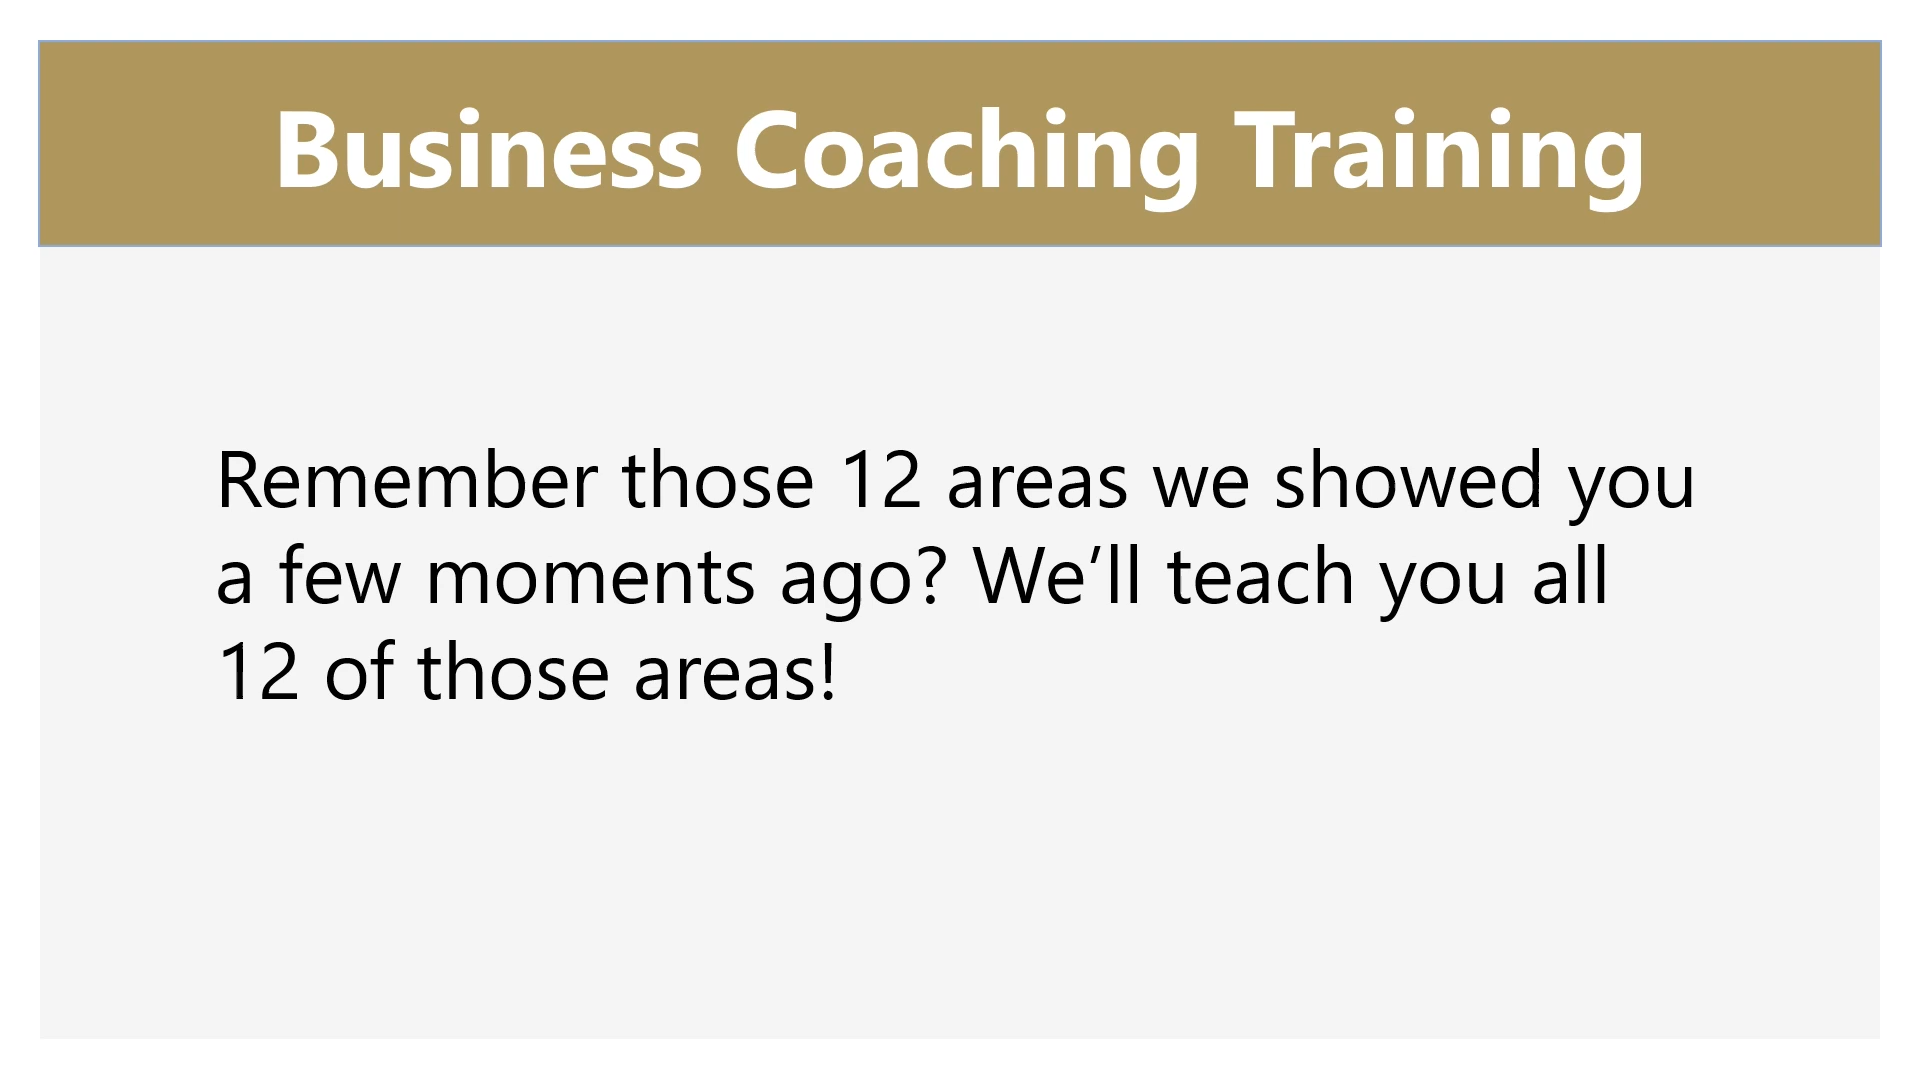 Business Coaching Training
Remember those 12 areas we showed you
a few moments ago? We’ll teach you all
12 of those areas!